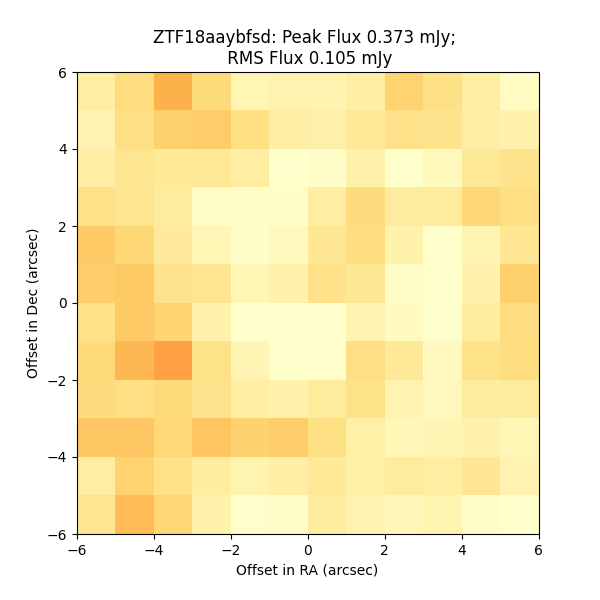 ZTF18aaybfsd: Peak Flux 0.373 mJy;
RMS Flux 0.105 mJy
6
4
2
0
−2
−4
−6
Offset in Dec (arcsec)
−6 −4 −2 0 2 4 6
Offset in RA (arcsec)